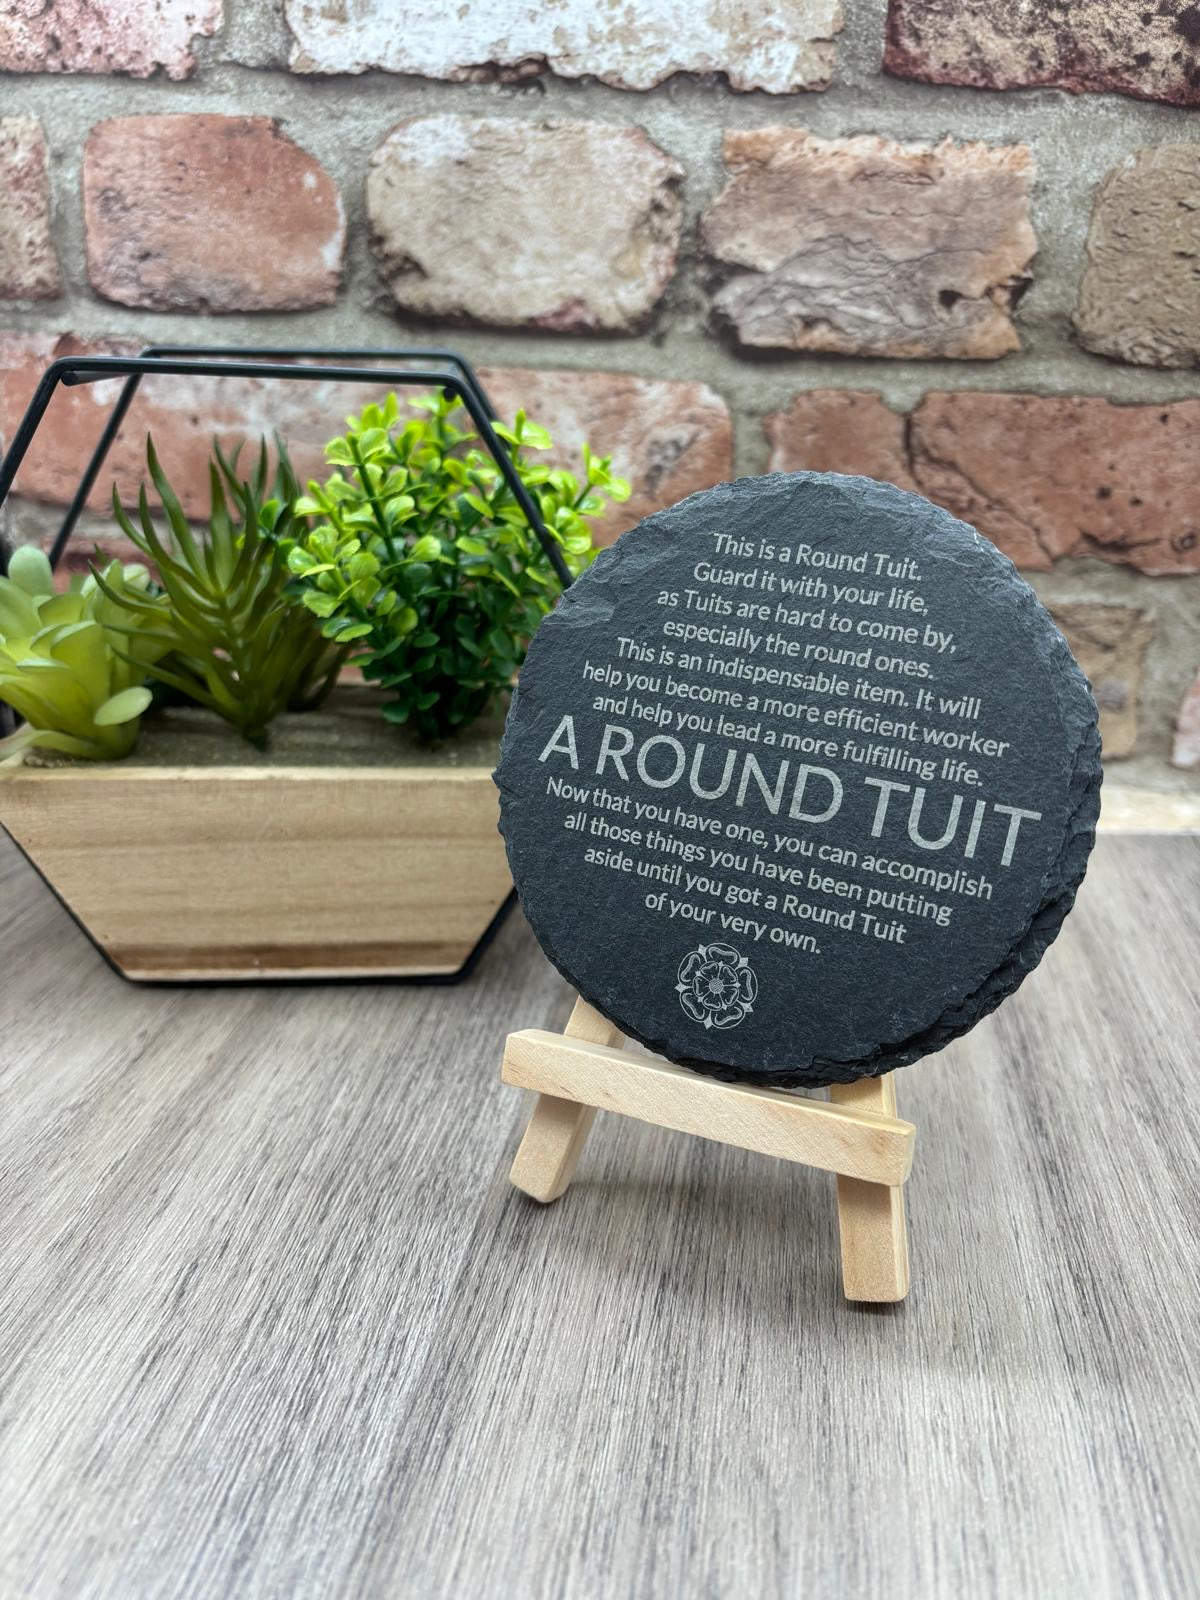 This is a Round Tuit.
Guard it with your life,
as Tuits are hard to come by,
especially the round ones.
This is an indispensable item. It will
help you become a more efficient worker
and help you lead a more fulfilling life.
A ROUND TUIT
Now that you have one, you can accomplish
all those things you have been putting
aside until you got a Round Tuit
of your very own.